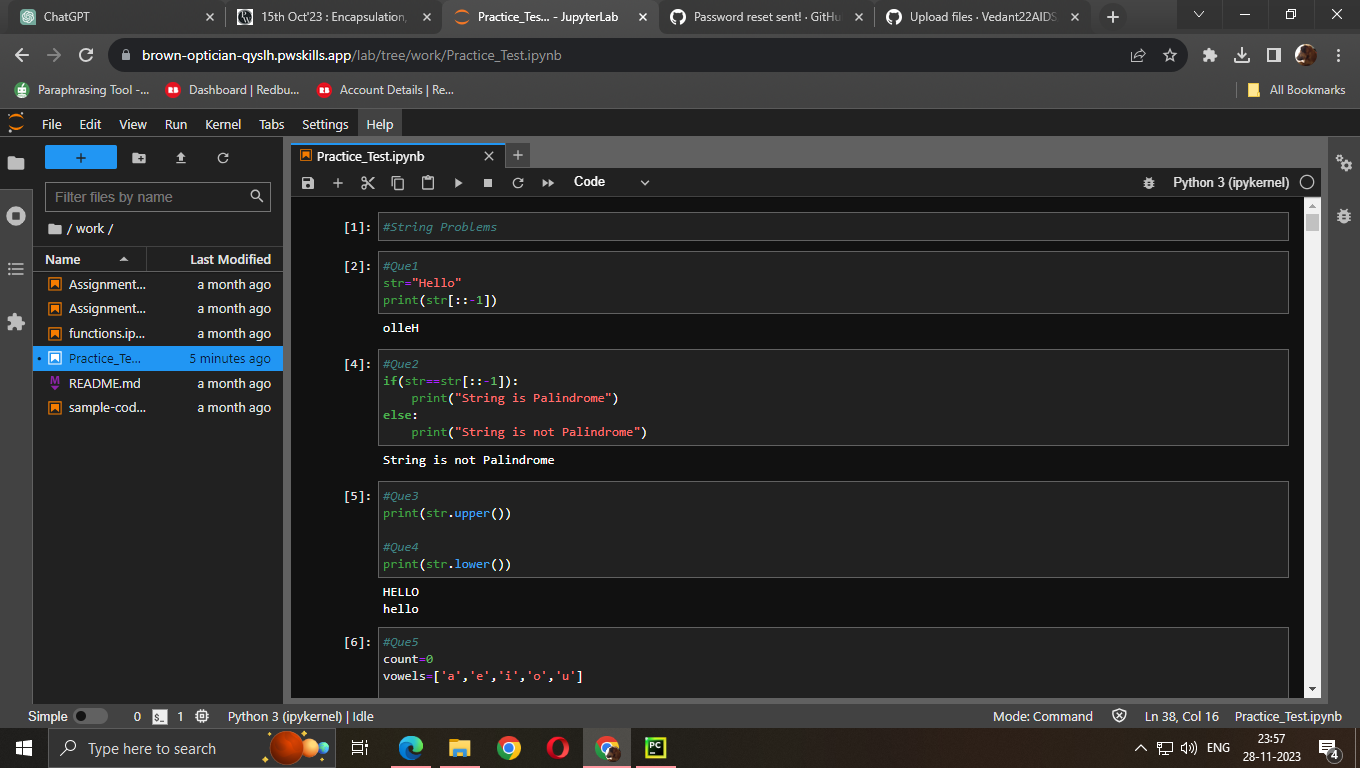 ChatGPT
15th Oct'23 : Encapsulation,
Practice_Tes... - JupyterLab
Password reset sent! · GitHu
Upload files · Vedant22AIDS
brown-optician-qyslh.pwskills.app/lab/tree/work/Practice_Test.ipynb
Paraphrasing Tool -...
Dashboard | Redbu...
Account Details | Re...
All Bookmarks
File Edit View Run Kernel Tabs Settings Help
Filter files by name
/ work /
Name Last Modified
Assignment... a month ago
Assignment... a month ago
functions.ip... a month ago
Practice_Te... 5 minutes ago
README.md a month ago
sample-cod... a month ago
Practice_Test.ipynb
Code
Python 3 (ipykernel)
[1]: #String Problems
[2]: #Que1
str="Hello"
print(str[::-1])
olleH
[4]: #Que2
if(str==str[::-1]):
print("String is Palindrome")
else:
print("String is not Palindrome")
String is not Palindrome
[5]: #Que3
print(str.upper())
#Que4
print(str.lower())
HELLO
hello
[6]: #Que5
count=0
vowels=['a','e','i','o','u']
Simple 0 $_ 1 Python 3 (ipykernel) | Idle Mode: Command Ln 38, Col 16 Practice_Test.ipynb
Type here to search
PC
ENG
23:57
28-11-2023
4